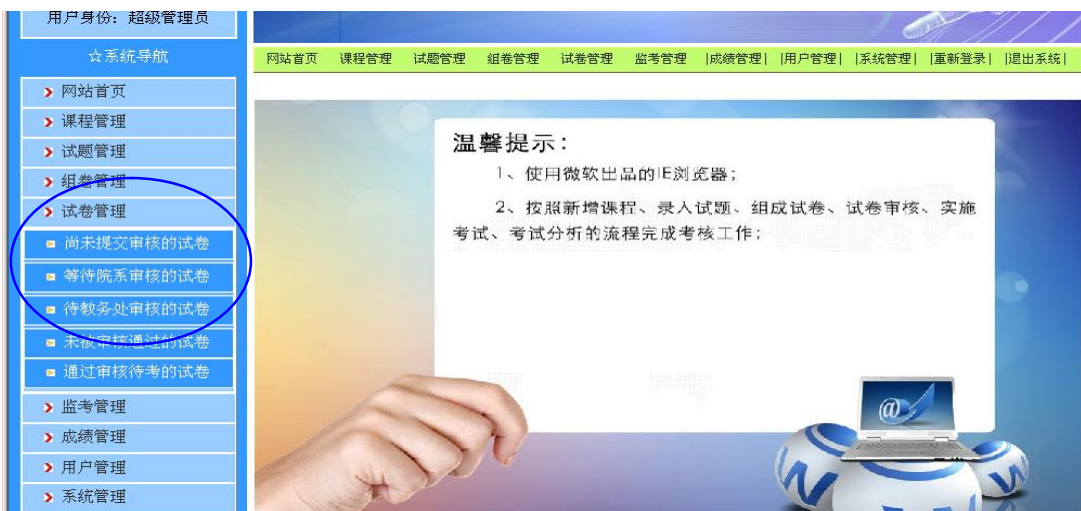 用户身份: 超级管理员
☆系统导航
网站首页 课程管理 试题管理 组卷管理 试卷管理 监考管理 |成绩管理| |用户管理| |系统管理| |重新登录| |退出系统|
网站首页
课程管理
试题管理
组卷管理
试卷管理
尚未提交审核的试卷
等待院系审核的试卷
待教务处审核的试卷
未被审核通过的试卷
通过审核待考的试卷
监考管理
成绩管理
用户管理
系统管理
温馨提示:
1、使用微软出品的IE浏览器;
2、按照新增课程、录入试题、组成试卷、试卷审核、实施
考试、考试分析的流程完成考核工作;
@
W
W